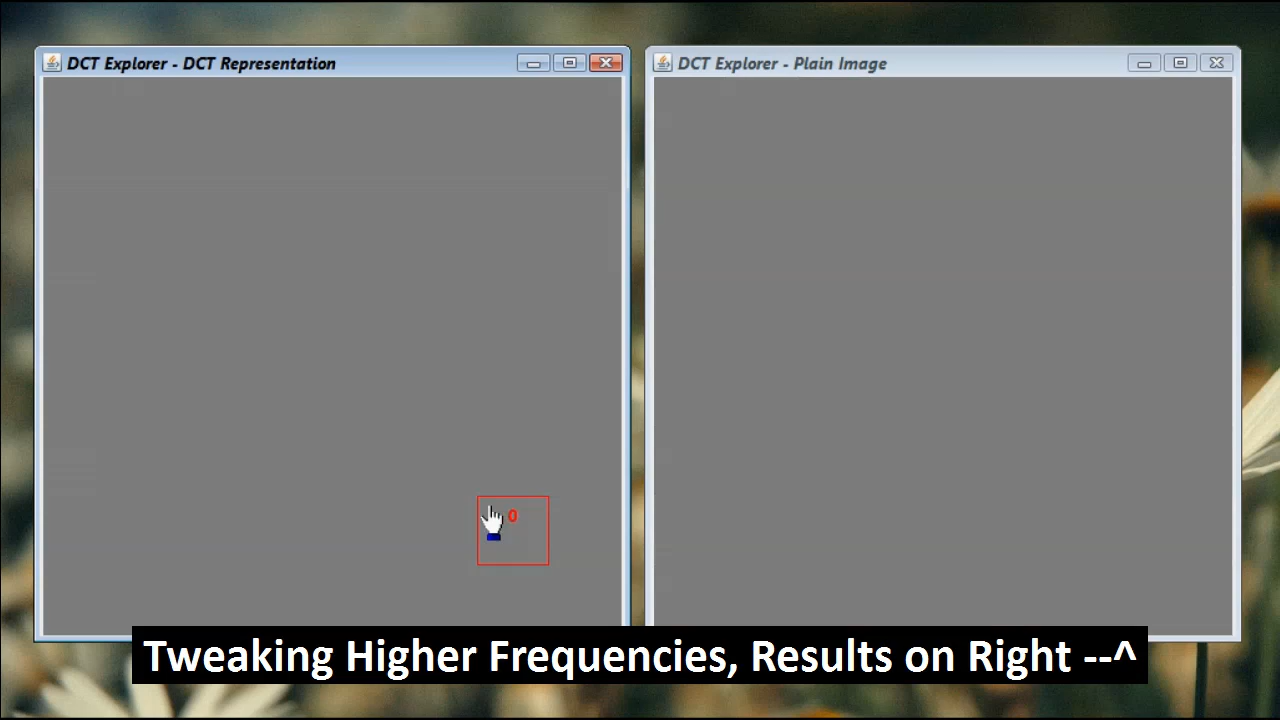 DCT Explorer - DCT Representation
DCT Explorer - Plain Image
0
Tweaking Higher Frequencies, Results on Right --^